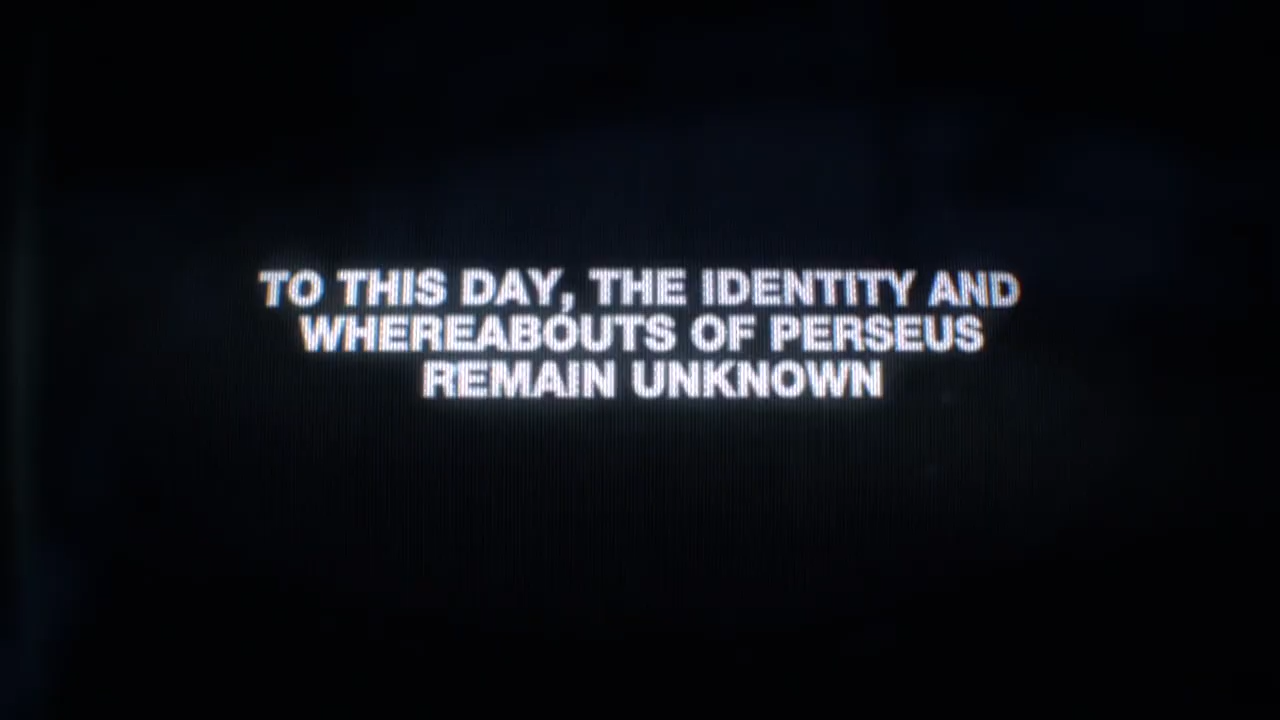 TO THIS DAY, THE IDENTITY AND
WHEREABOUTS OF PERSEUS
REMAIN UNKNOWN